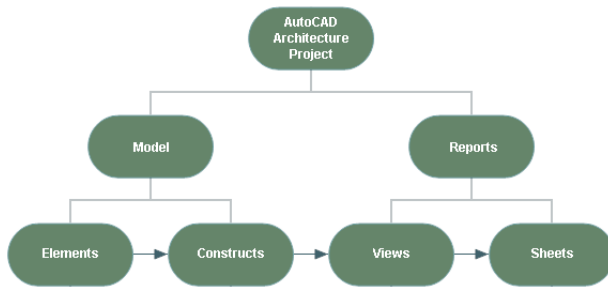 AutoCAD
Architecture
Project
Model
Reports
Elements
Constructs
Views
Sheets